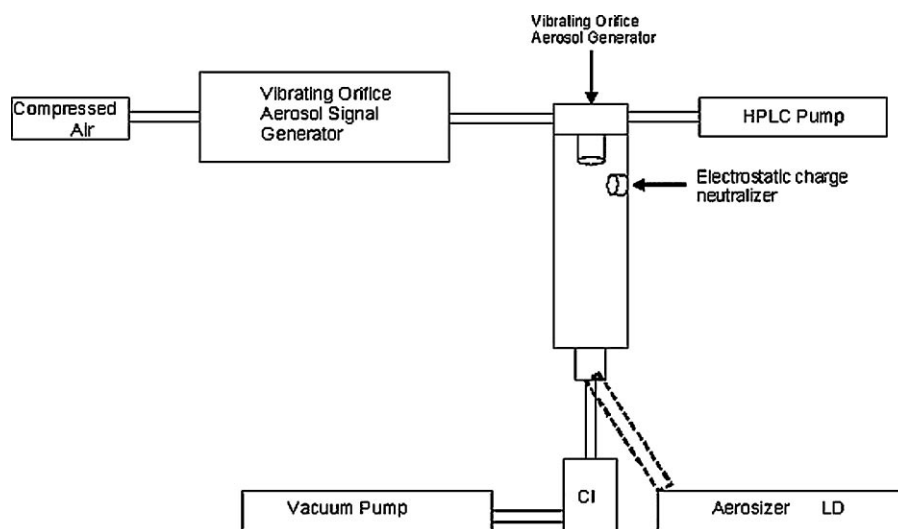 Vibrating Orifice
Aerosol Generator
Compressed
Air
Vibrating Orifice
Aerosol Signal
Generator
HPLC Pump
Electrostatic charge
neutralizer
Vacuum Pump
CI
Aerosizer LD